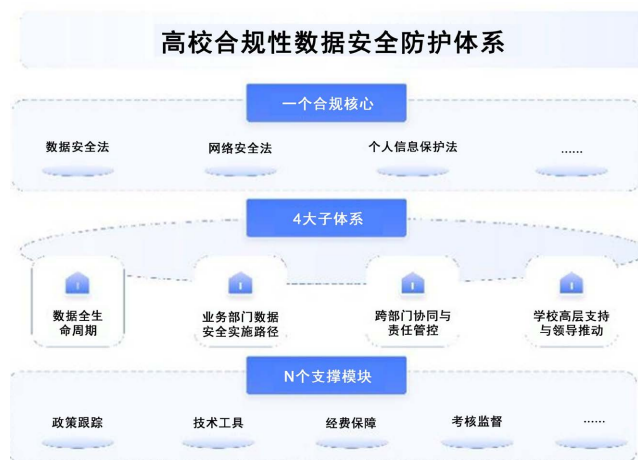 高校合规性数据安全防护体系
一个合规核心
数据安全法
网络安全法
个人信息保护法
......
4大子体系
数据全生
命周期
业务部门数据
安全实施路径
跨部门协同与
责任管控
学校高层支持
与领导推动
N个支撑模块
政策跟踪
技术工具
经费保障
考核监督
......